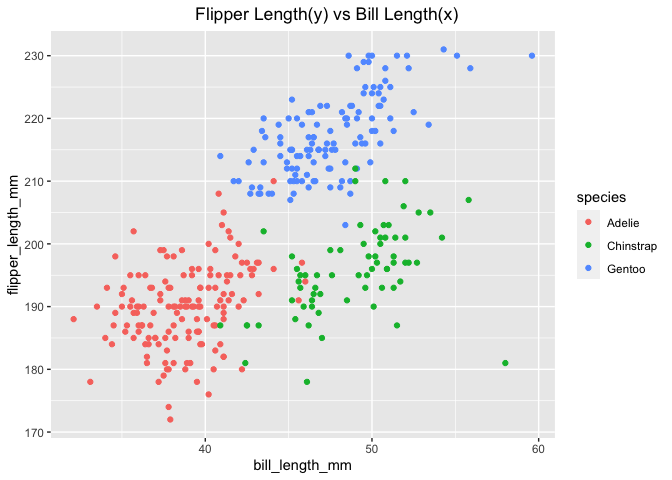 Flipper Length(y) vs Bill Length(x)
flipper_length_mm
230
220
210
200
190
180
170
40
50
60
bill_length_mm
species
Adelie
Chinstrap
Gentoo